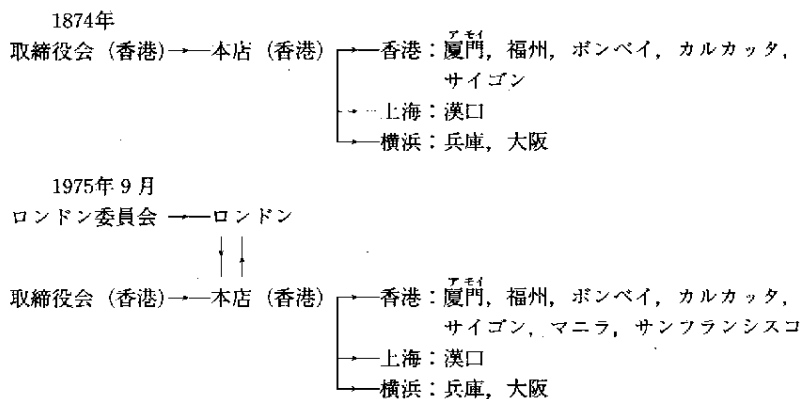 1874年
取締役会（香港）→本店（香港）→香港：厦門，福州，ボンベイ，カルカッタ，
アモイ
サイゴン
上海：漢口
横浜：兵庫，大阪
1975年9月
ロンドン委員会→ロンドン
取締役会（香港）→本店（香港）→香港：厦門，福州，ボンベイ，カルカッタ，
アモイ
サイゴン，マニラ，サンフランシスコ
上海：漢口
横浜：兵庫，大阪